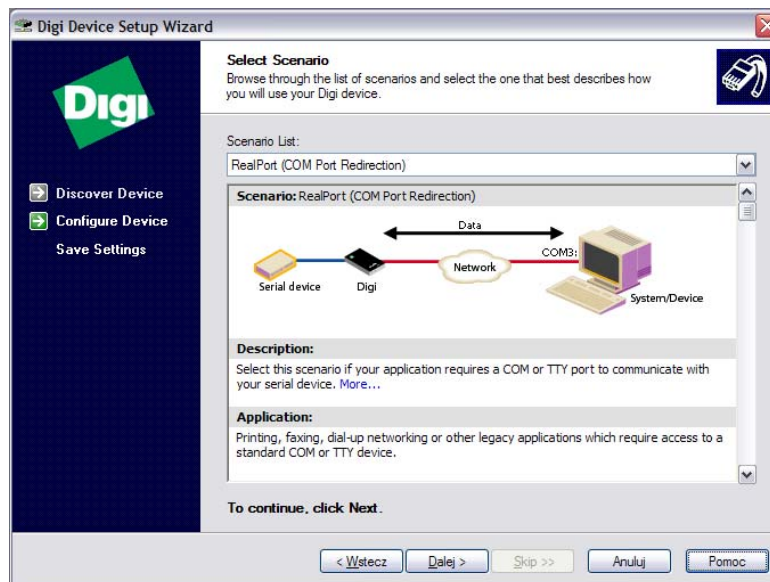 Digi Device Setup Wizard
Digi
Discover Device
Configure Device
Save Settings
Select Scenario
Browse through the list of scenarios and select the one that best describes how
you will use your Digi device.
Scenario List:
RealPort (COM Port Redirection)
Scenario: RealPort (COM Port Redirection)
Data
Network
COM3:
Serial device
Digi
System/Device
Description:
Select this scenario if your application requires a COM or TTY port to communicate with
your serial device. More...
Application:
Printing, faxing, dial-up networking or other legacy applications which require access to a
standard COM or TTY device.
To continue, click Next.
< Wstecz
Dalej >
Skip >>
Anuluj
Pomoc